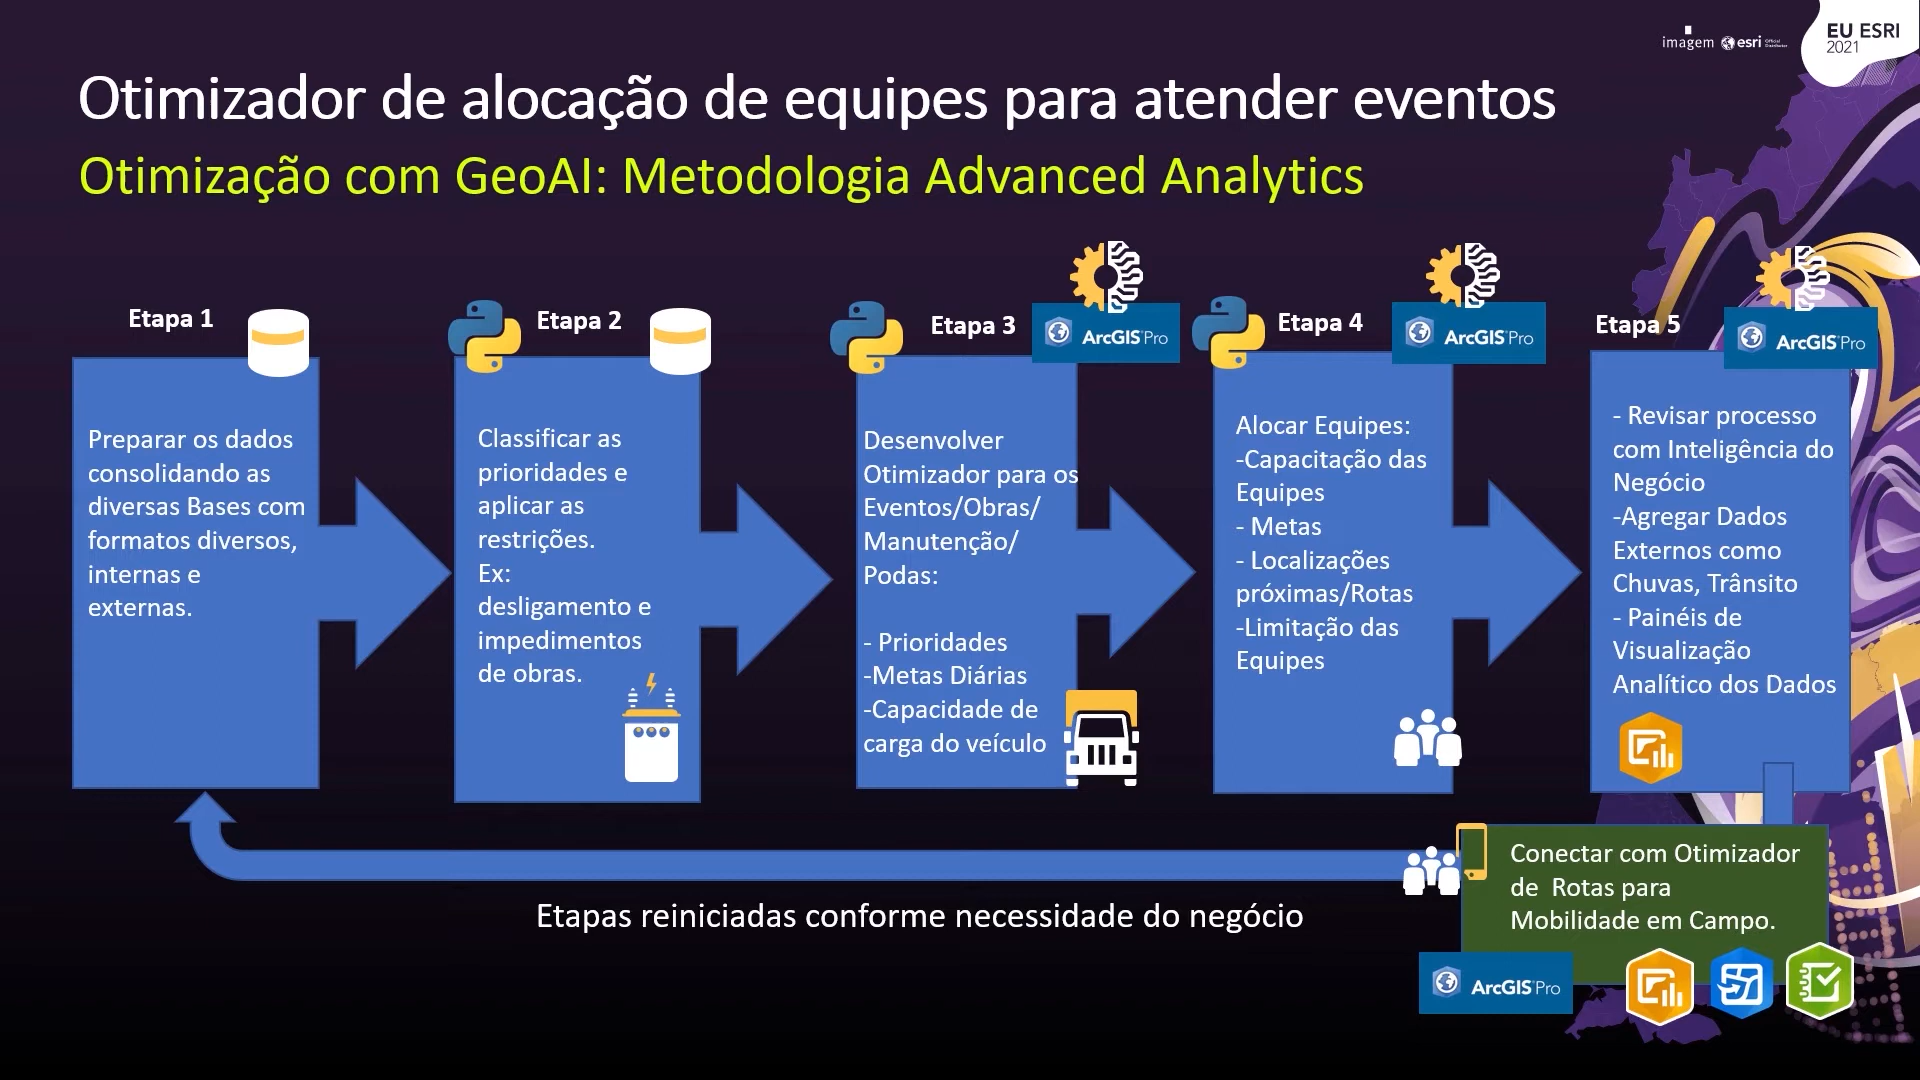 imagem
esri
EU ESRI
2021
Otimizador de alocação de equipes para atender eventos
Otimização com GeoAI: Metodologia Advanced Analytics
Etapa 1
Preparar os dados
consolidando as
diversas Bases com
formatos diversos,
internas e
externas.
Etapa 2
Classificar as
prioridades e
aplicar as
restrições.
Ex:
desligamento e
impedimentos
de obras.
Etapa 3
ArcGIS Pro
Desenvolver
Otimizador para os
Eventos/Obras/
Manutenção/
Podas:
- Prioridades
-Metas Diárias
-Capacidade de
carga do veículo
Etapa 4
ArcGIS Pro
Alocar Equipes:
-Capacitação das
Equipes
- Metas
- Localizações
próximas/Rotas
-Limitação das
Equipes
Etapa 5
ArcGIS Pro
- Revisar processo
com Inteligência do
Negócio
-Agregar Dados
Externos como
Chuvas, Trânsito
- Painéis de
Visualização
Analítico dos Dados
Conectar com Otimizador
de  Rotas para
Mobilidade em Campo.
Etapas reiniciadas conforme necessidade do negócio
ArcGIS Pro